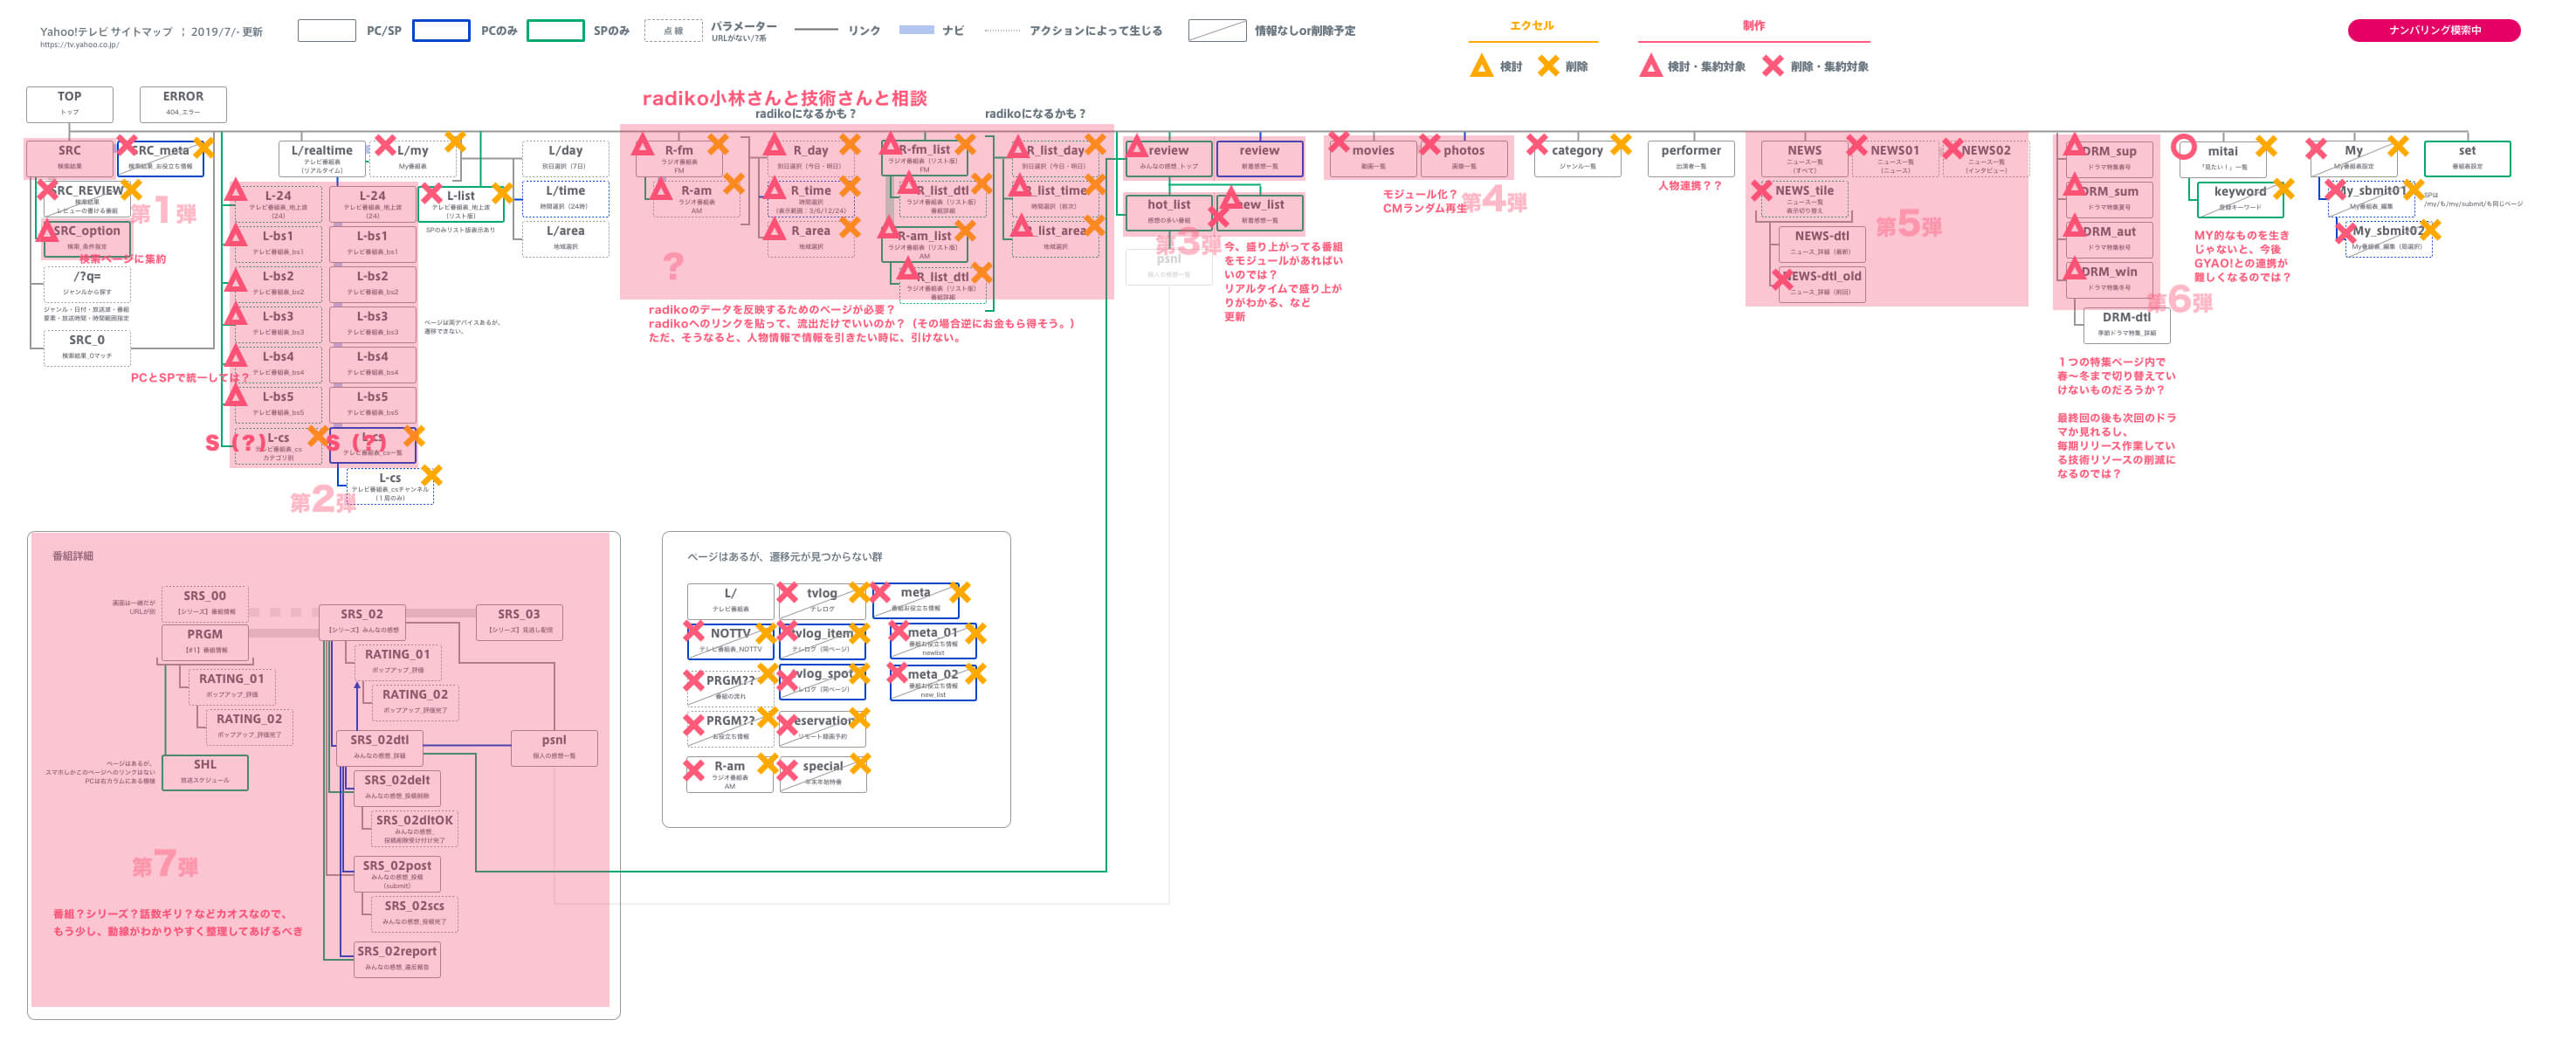 Yahoo!テレビ サイトマップ ¦ 2019/7/- 更新
https://tv.yahoo.co.jp/
PC/SP
PCのみ
SPのみ
点線
パラメーター
URLがない/?系
リンク
ナビ
アクションによって生じる
情報なしor削除予定
エクセル
検討
削除
制作
検討・集約対象
削除・集約対象
ナンバリング模索中
TOP
トップ
ERROR
404_エラー
SRC
検索結果
SRC_meta
検索結果_お役立ち情報
SRC_REVIEW
検索結果
レビューの書ける番組
第1弾
SRC_option
検索_条件指定
検索ページに集約
/?q=
ジャンルから探す
ジャンル・日付・放送波・番組
要素・放送時間・時間範囲指定
SRC_0
検索結果_0マッチ
PCとSPで統一しては？
L/realtime
テレビ番組表
(リアルタイム)
L/my
My番組表
L-24
テレビ番組表_地上波
(24)
L-24
テレビ番組表_地上波
(24)
L-bs1
テレビ番組表_bs1
L-bs1
テレビ番組表_bs1
L-bs2
テレビ番組表_bs2
L-bs2
テレビ番組表_bs2
L-bs3
テレビ番組表_bs3
L-bs3
テレビ番組表_bs3
L-bs4
テレビ番組表_bs4
L-bs4
テレビ番組表_bs4
L-bs5
テレビ番組表_bs5
L-bs5
テレビ番組表_bs5
S (?)
L-cs
テレビ番組表_cs
カテゴリ別
S (?)
L-cs
テレビ番組表_cs一覧
L-cs
テレビ番組表_csチャンネル
(１局のみ)
第2弾
L-list
テレビ番組表_地上波
(リスト版)
SPのみリスト版表示あり
ページは両デバイスあるが、
遷移できない。
L/day
別日選択（7日）
L/time
時間選択（24時）
L/area
地域選択
radiko小林さんと技術さんと相談
radikoになるかも？
radikoになるかも？
R-fm
ラジオ番組表
FM
R-am
ラジオ番組表
AM
?
R_day
別日選択（今日・明日）
R_time
時間選択
(表示範囲：3/6/12/24)
R_area
地域選択
R-fm_list
ラジオ番組表（リスト版）
FM
R_list_dtl
ラジオ番組表（リスト版）
番組詳細
R-am_list
ラジオ番組表（リスト版）
AM
R_list_dtl
ラジオ番組表（リスト版）
番組詳細
R_list_day
別日選択（今日・明日）
R_list_time
時間選択（前次）
R_list_area
地域選択
radikoのデータを反映するためのページが必要？
radikoへのリンクを貼って、流出だけでいいのか？（その場合逆にお金もら得そう。）
ただ、そうなると、人物情報で情報を引きたい時に、引けない。
review
みんなの感想_トップ
review
新着感想一覧
hot_list
感想の多い番組
new_list
新着感想一覧
第3弾
psnl
個人の感想一覧
今、盛り上がってる番組
をモジュールがあればい
いのでは？
リアルタイムで盛り上が
りがわかる、など
更新
movies
動画一覧
photos
画像一覧
モジュール化？
CMランダム再生
第4弾
category
ジャンル一覧
performer
出演者一覧
人物連携？？
NEWS
ニュース一覧
(すべて)
NEWS01
ニュース一覧
(ニュース)
NEWS02
ニュース一覧
(インタビュー)
NEWS_tile
ニュース一覧
表示切り替え
NEWS-dtl
ニュース_詳細（最新）
NEWS-dtl_old
ニュース_詳細（前回）
第5弾
DRM_sup
ドラマ特集春号
DRM_sum
ドラマ特集夏号
DRM_aut
ドラマ特集秋号
DRM_win
ドラマ特集冬号
第6弾
DRM-dtl
季節ドラマ特集_詳細
１つの特集ページ内で
春〜冬まで切り替えてい
けないものだろうか？
最終回の後も次回のドラ
マか見れるし、
毎期リリース作業してい
る技術リソースの削減に
なるのでは？
mitai
「見たい！」一覧
keyword
登録キーワード
MY的なものを生き
じゃないと、今後
GYAO!との連携が
難しくなるのでは？
My
My番組表設定
My_sbmit01
My番組表_編集
My_sbmit02
My番組表_編集（局選択）
SPは
/my/も/my/submit/も同じページ
set
番組表設定
番組詳細
画面は一緒だが
URLが別
SRS_00
【シリーズ】番組情報
PRGM
【#1】番組情報
RATING_01
ポップアップ_評価
RATING_02
ポップアップ_評価完了
ページはあるが、
スマホしかこのページへのリンクはない
PCは右カラムにある模様
SHL
放送スケジュール
SRS_02
【シリーズ】みんなの感想
SRS_03
【シリーズ】見逃し配信
RATING_01
ポップアップ_評価
RATING_02
ポップアップ_評価完了
SRS_02dtl
みんなの感想_詳細
psnl
個人の感想一覧
SRS_02delt
みんなの感想_投稿削除
SRS_02dltOK
みんなの感想_
投稿削除受け付け完了
SRS_02post
みんなの感想_投稿
(submit)
SRS_02scs
みんなの感想_投稿完了
SRS_02report
みんなの感想_違反報告
第7弾
番組？シリーズ？話数ギリ？などカオスなので、
もう少し、動線がわかりやすく整理してあげるべき
ページはあるが、遷移元が見つからない群
L/
テレビ番組表
tvlog
テレログ
meta
番組お役立ち情報
NOTTV
テレビ番組表_NOTTV
tvlog_item
テレログ（同ページ）
meta_01
番組お役立ち情報
newlist
PRGM??
番組の流れ
tvlog_spot
テレログ（同ページ）
meta_02
番組お役立ち情報
new_list
PRGM??
お役立ち情報
reservation
リモート録画予約
R-am
ラジオ番組表
AM
special
年末年始特番